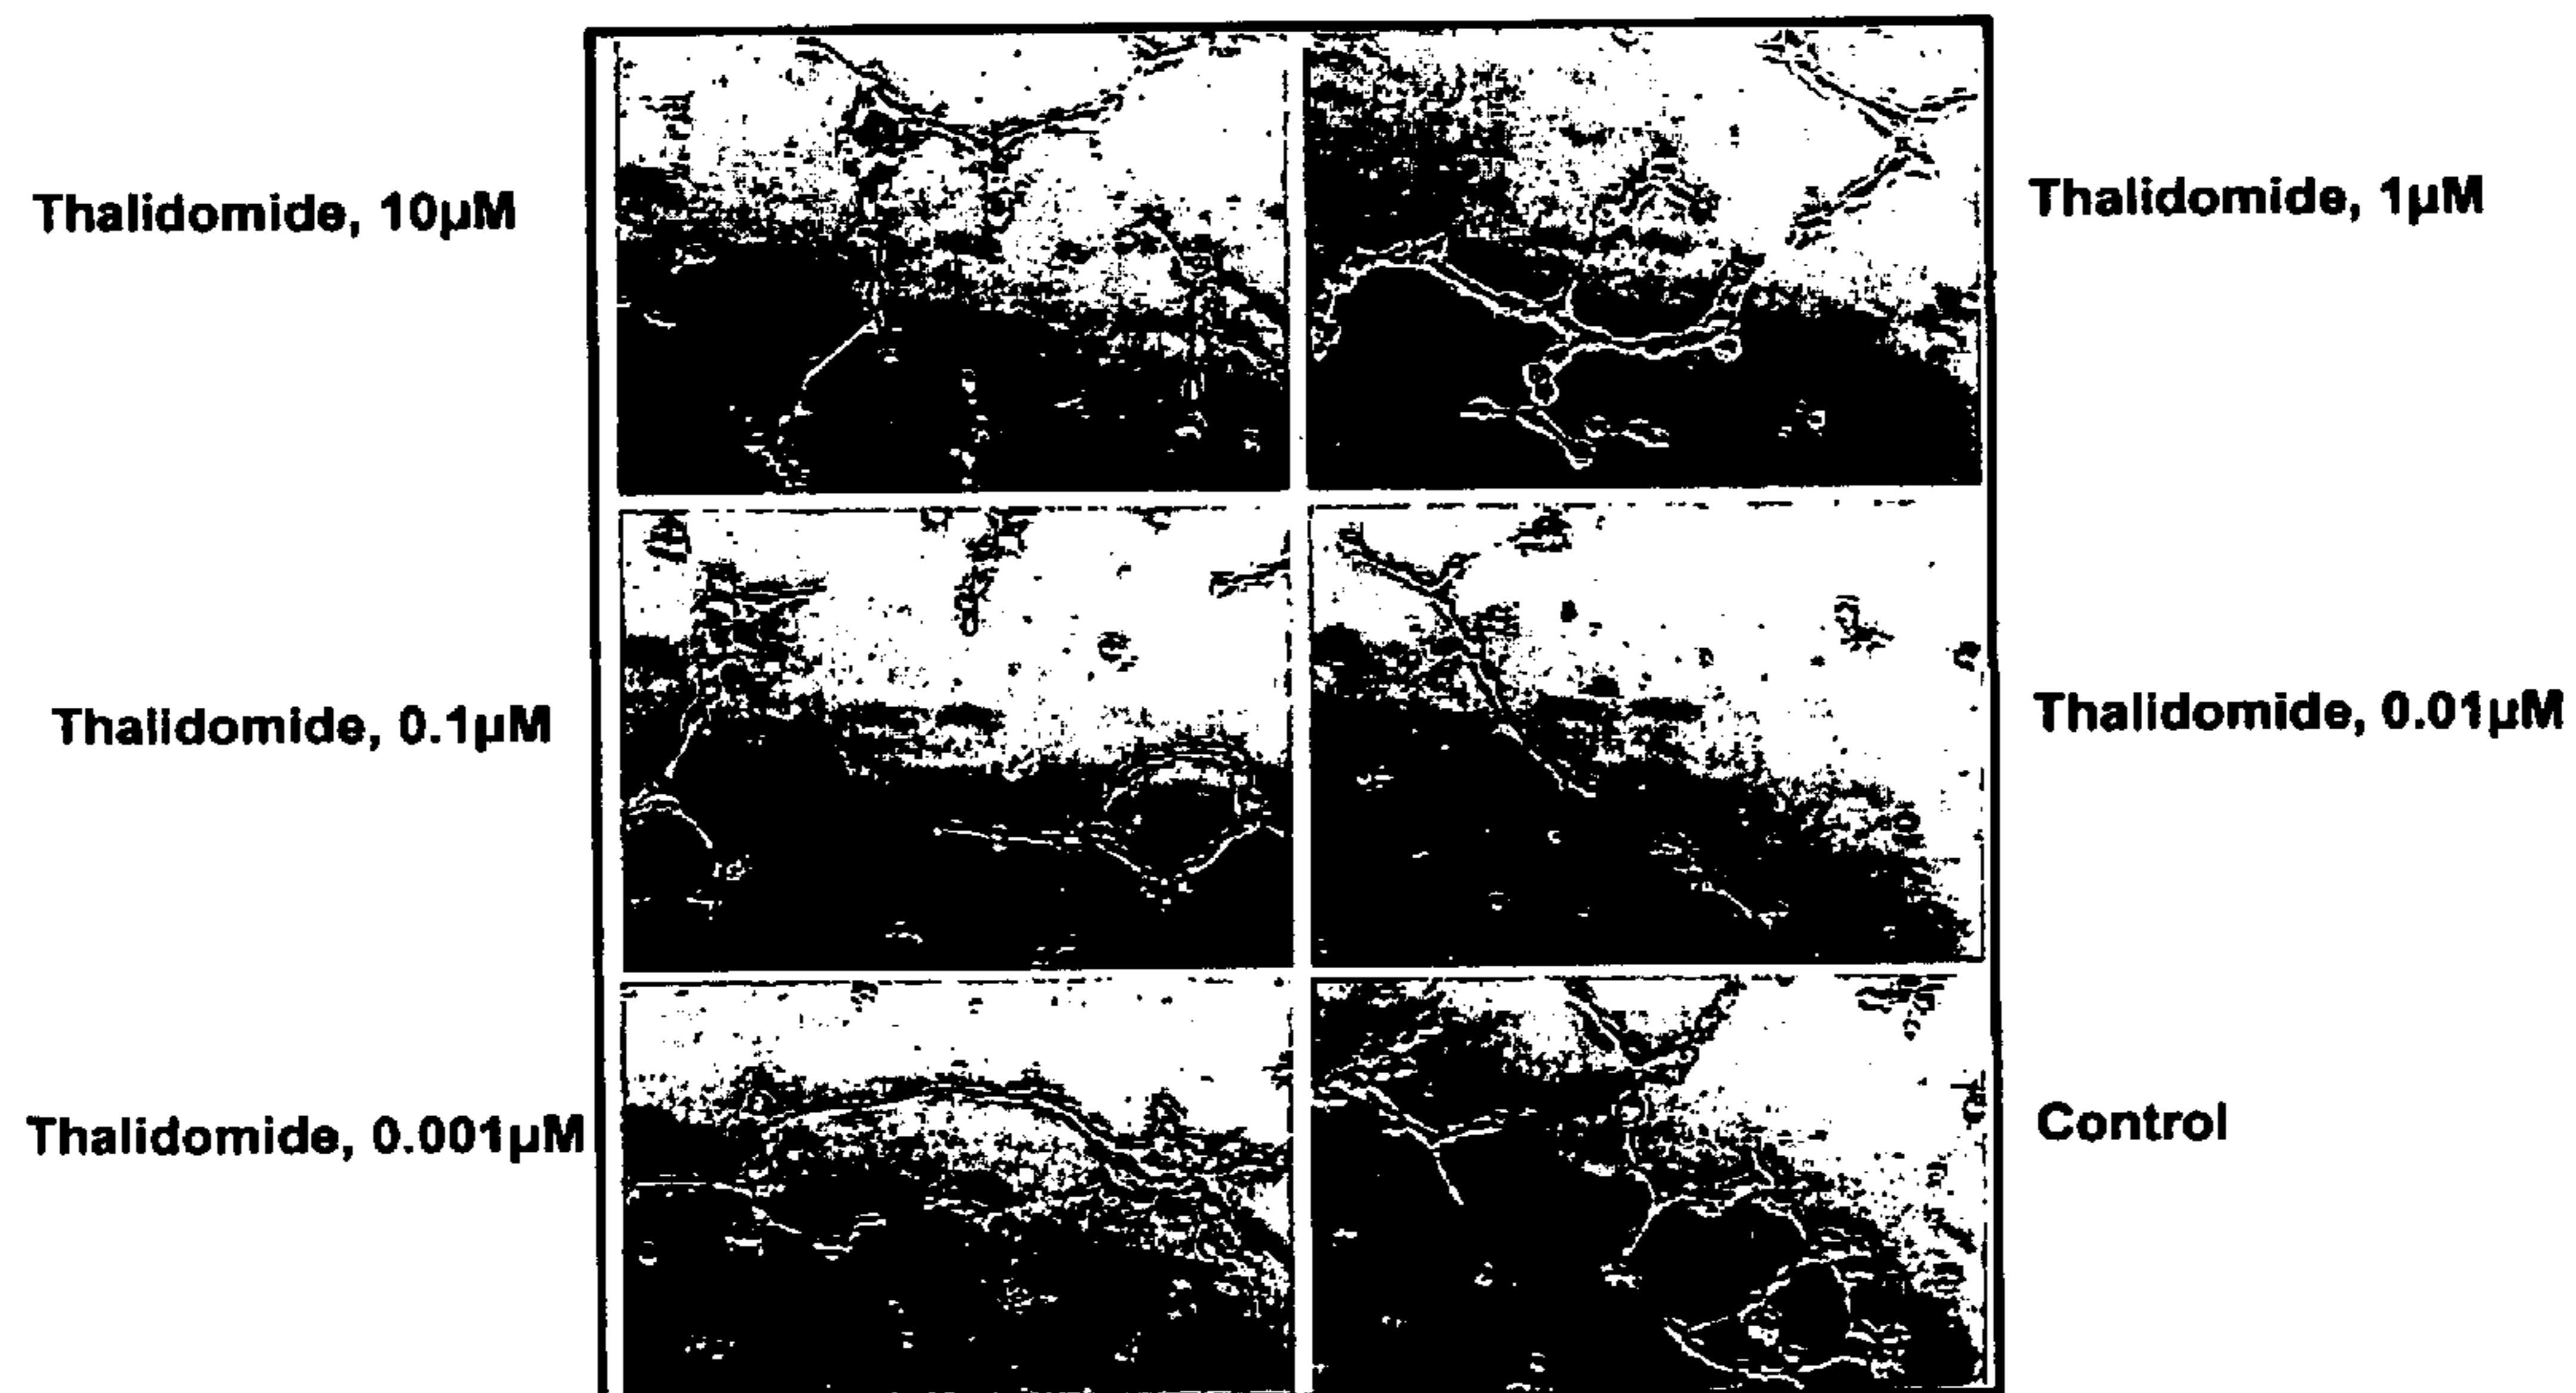 Thalidomide, 10µM
Thalidomide, 1µM
Thalidomide, 0.1µM
Thalidomide, 0.01µM
Thalidomide, 0.001µM
Control